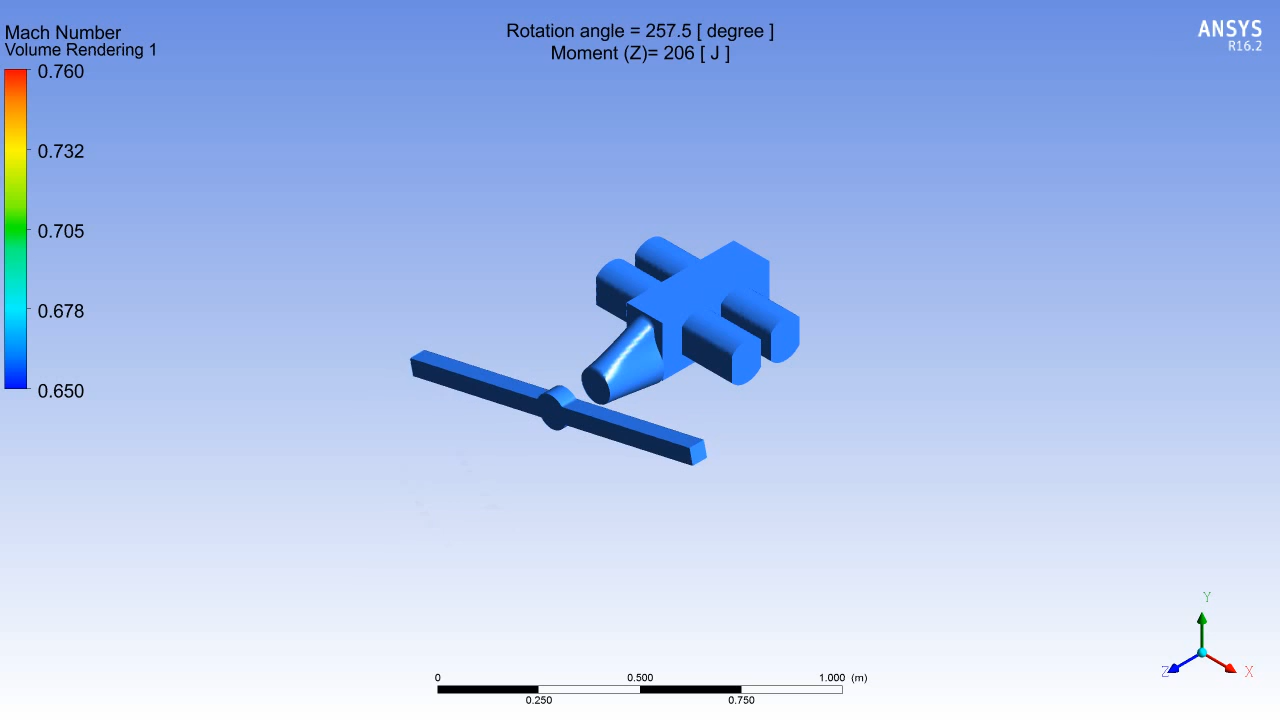 Mach Number
Volume Rendering 1
0.760
0.732
0.705
0.678
0.650
Rotation angle = 257.5 [ degree ]
Moment (Z)= 206 [ J ]
ANSYS
R16.2
0 0.500 1.000 (m)
0.250 0.750
Y
Z X